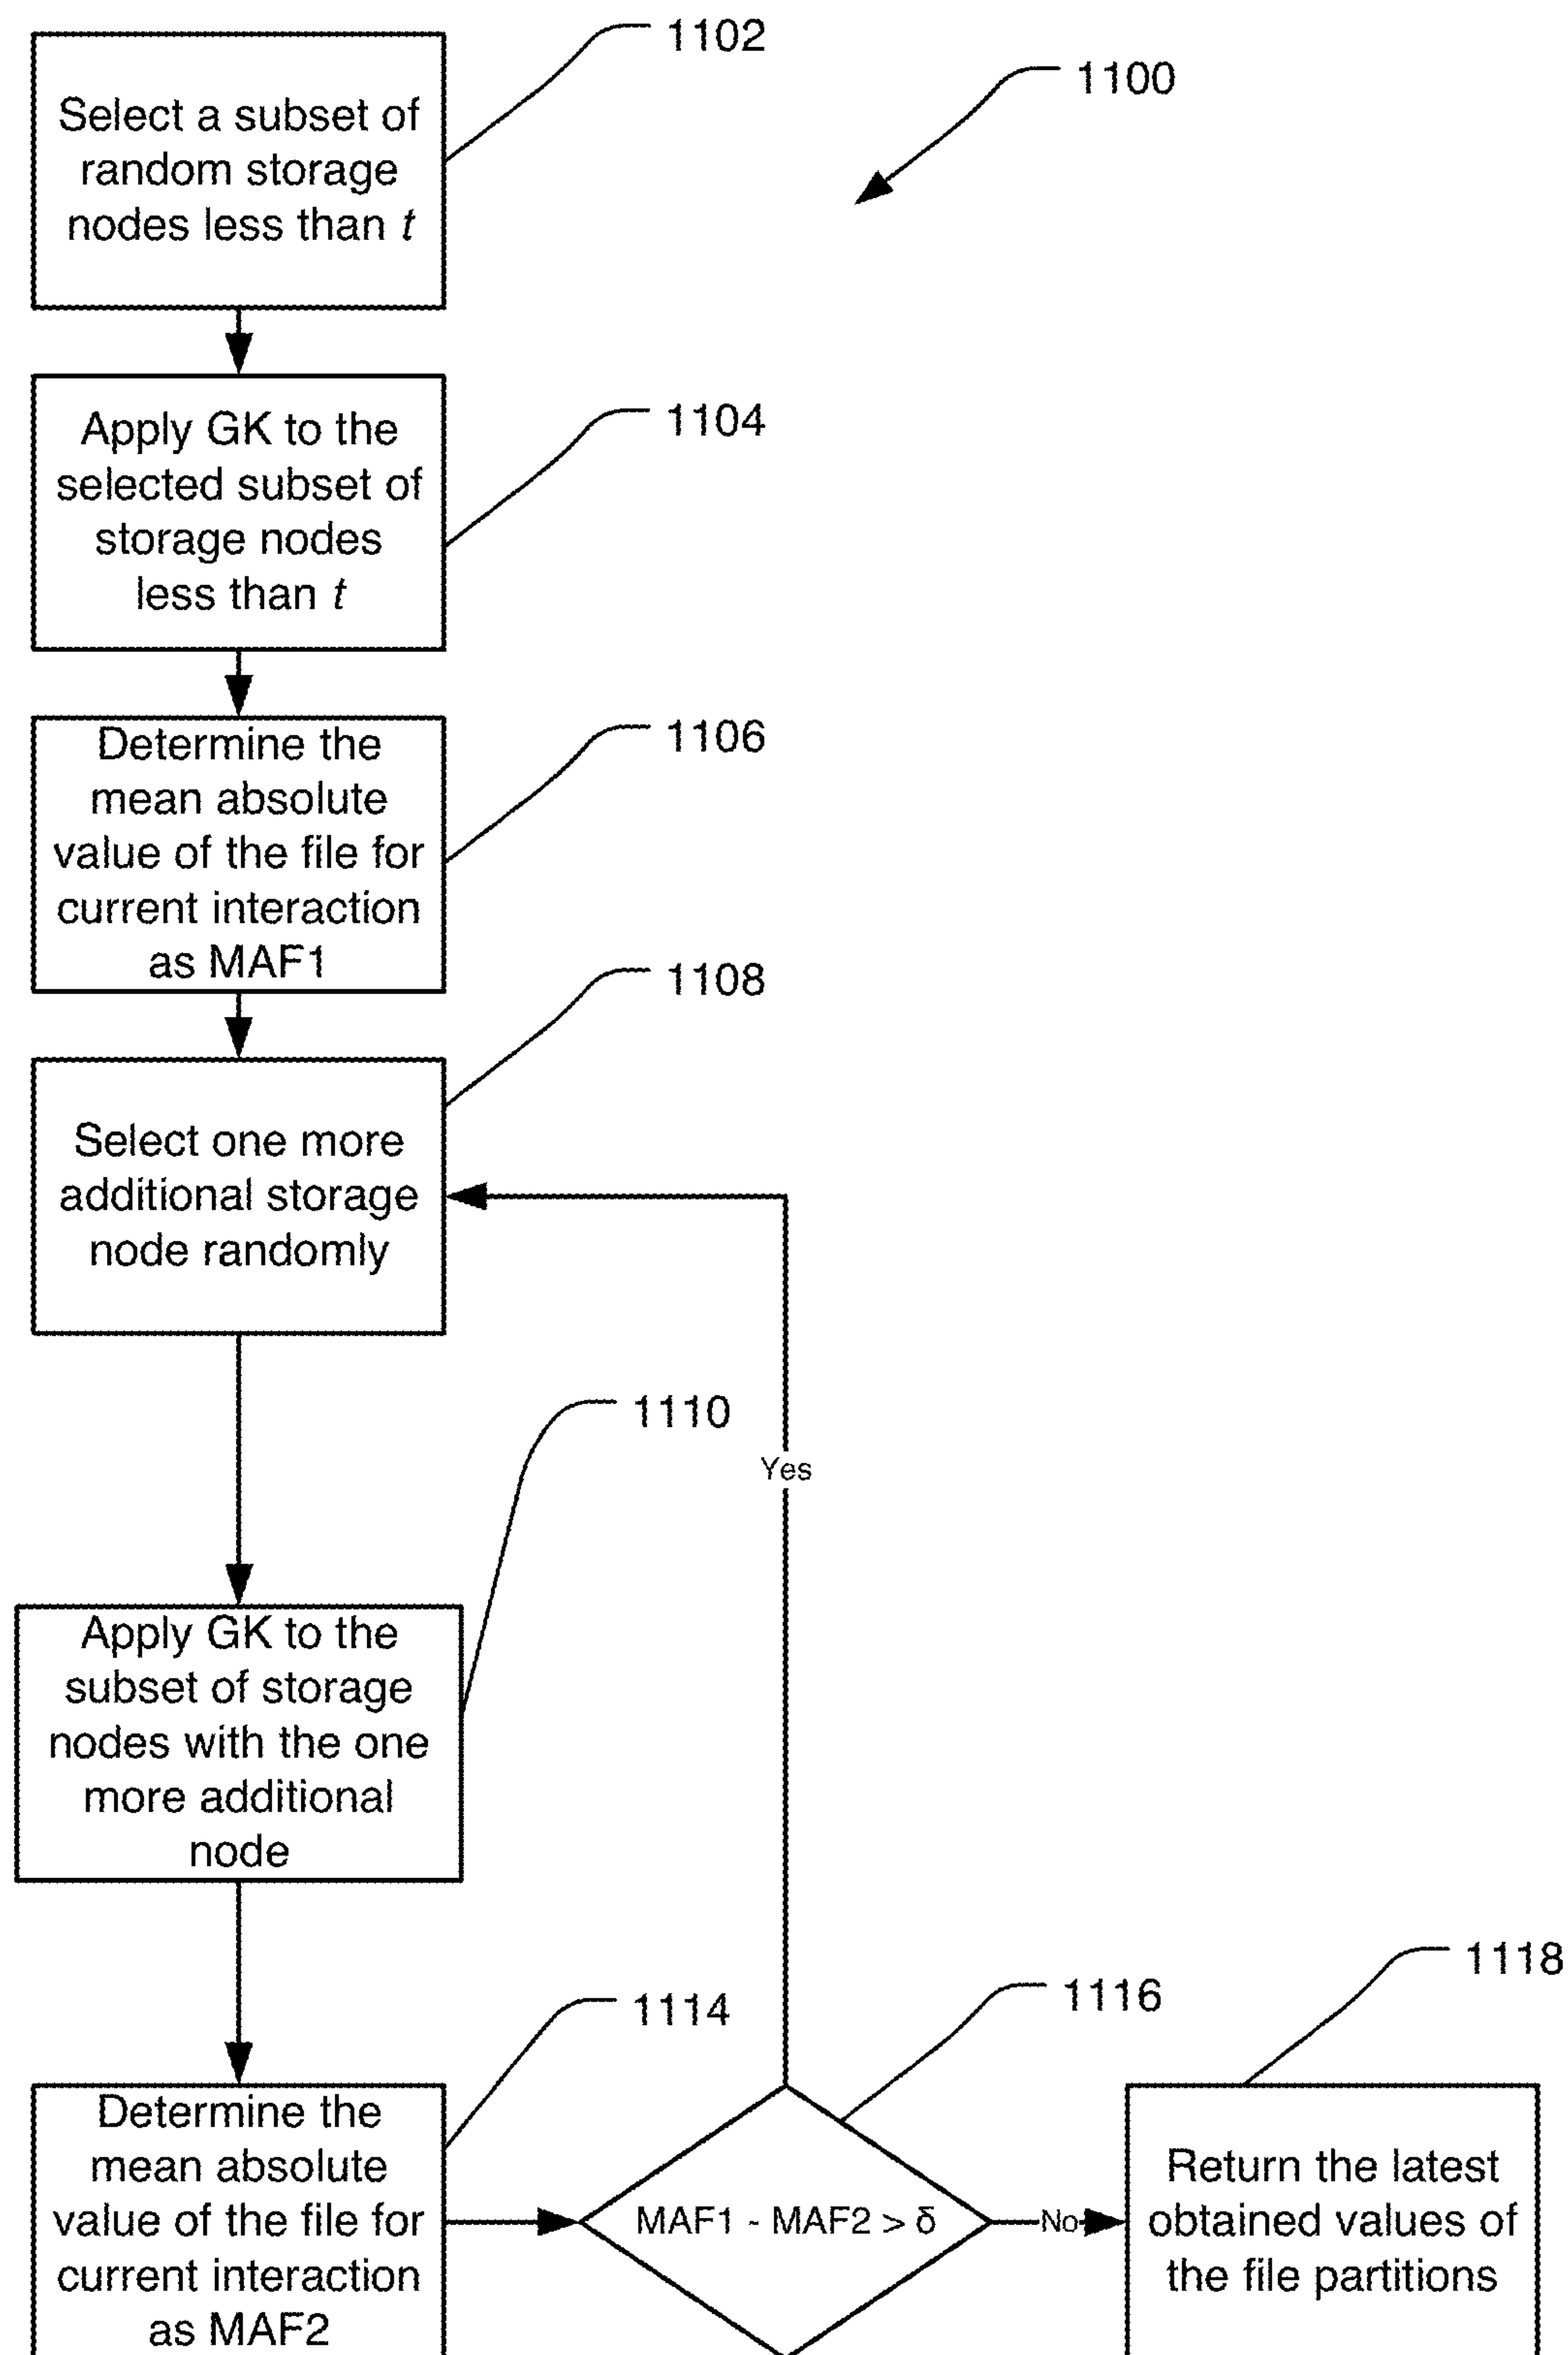 1102
1100
Select a subset of
random storage
nodes less than t
1104
Apply GK to the
selected subset of
storage nodes
less than t
1106
Determine the
mean absolute
value of the file for
current interaction
as MAF1
1108
Select one more
additional storage
node randomly
1110
Yes
Apply GK to the
subset of storage
nodes with the one
more additional
node
1118
1116
1114
Determine the
mean absolute
value of the file for
current interaction
as MAF2
MAF1 - MAF2 > δ
No
Return the latest
obtained values of
the file partitions